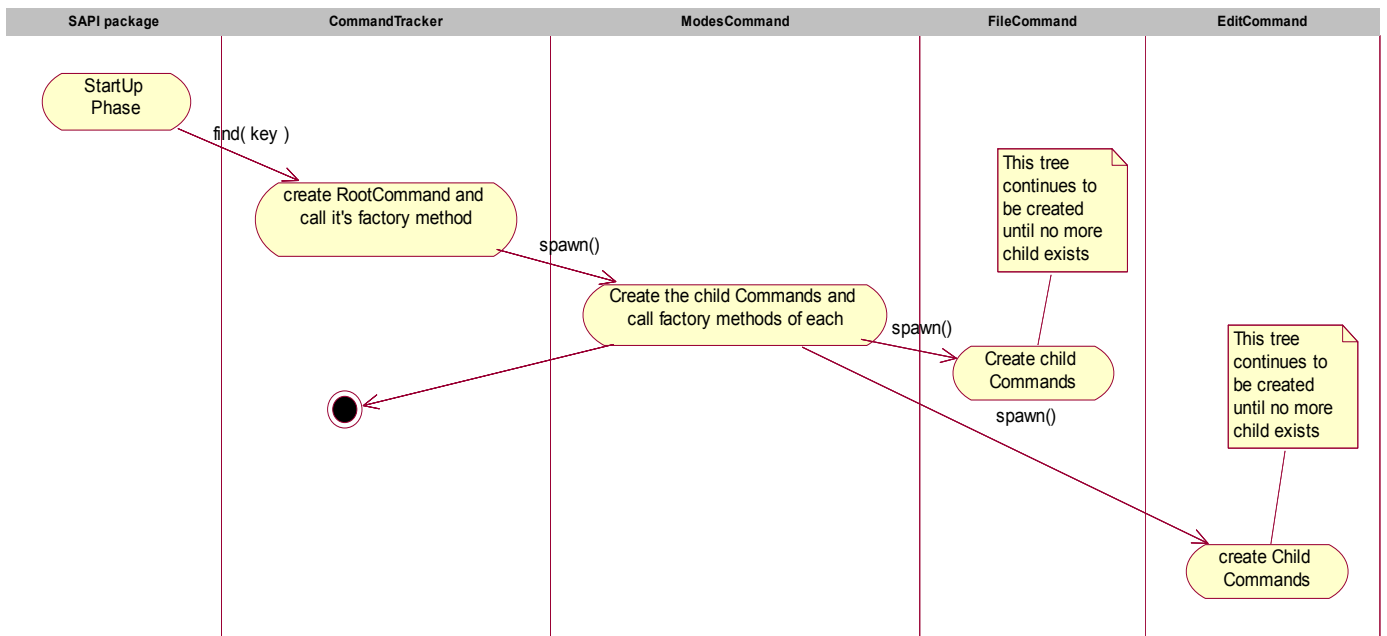 SAPI package
CommandTracker
ModesCommand
FileCommand
EditCommand
StartUp
Phase
find( key )
create RootCommand and
call it's factory method
spawn()
Create the child Commands and
call factory methods of each
spawn()
This tree
continues to
be created
until no more
child exists
Create child
Commands
spawn()
This tree
continues to
be created
until no more
child exists
create Child
Commands